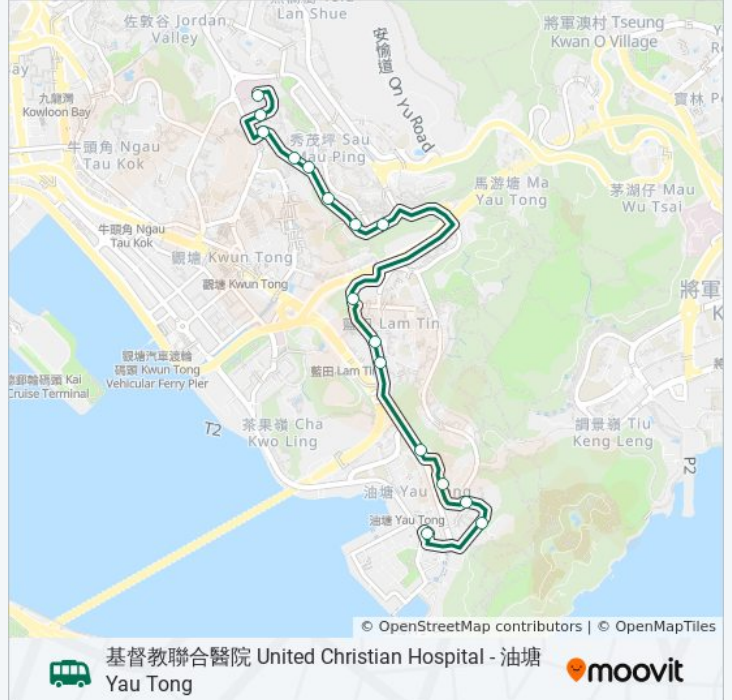 佐敦谷 Jordan
Valley
Lan Shue
將軍澳村 Tseung
Kwan O Village
安愉道 On Yu Road
ay
九龍灣
Kowloon Bay
寶林 P
牛頭角 Ngau
Tau Kok
秀茂坪 Sau
Mau Ping
馬游塘 Ma
Yau Tong
茅湖仔 Mau
Wu Tsai
牛頭角 Ngau
Tau Kok
觀塘 Kwun Tong
觀塘 Kwun Tong
將軍
K
Lam Tin
觀塘汽車渡輪
碼頭 Kwun Tong
Vehicular Ferry Pier
藍田 Lam Tin
郵輪碼頭 Kai
Cruise Terminal
茶果嶺 Cha
Kwo Ling
T2
調景嶺 Tiu
Keng Leng
P2
油塘 Yau Tong
油塘 Yau Tong
© OpenStreetMap contributors | © OpenMapTiles
基督教聯合醫院 United Christian Hospital - 油塘
Yau Tong
moovit